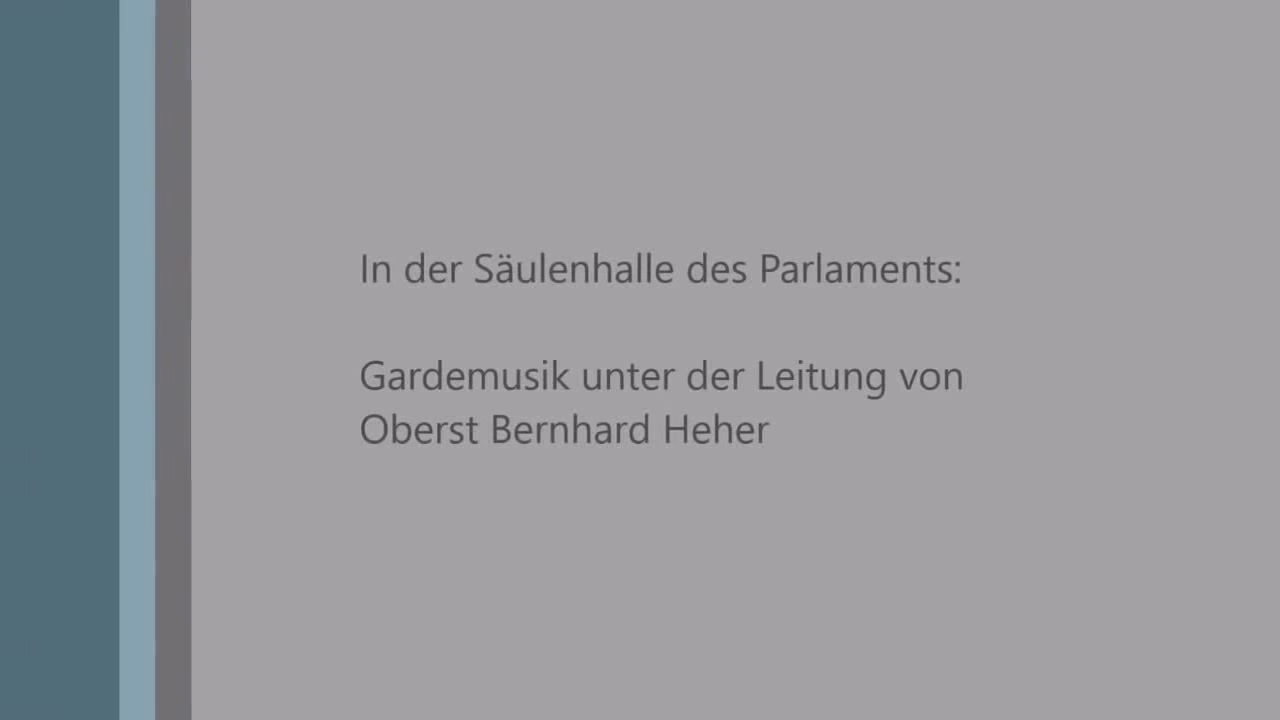 In der Säulenhalle des Parlaments:
Gardemusik unter der Leitung von
Oberst Bernhard Heher